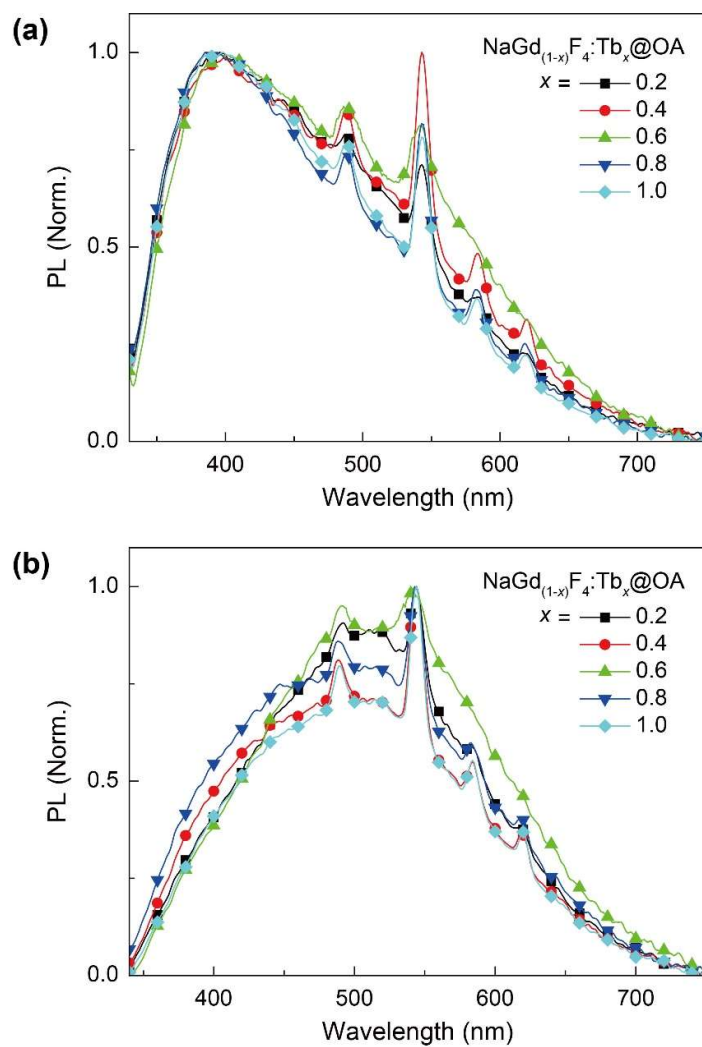 (a)
1.0
0.5
0.0
PL (Norm.)
NaGd(1-x)F4:Tbx@OA
x =
0.2
0.4
0.6
0.8
1.0
400 500 600 700
Wavelength (nm)
(b)
1.0
0.5
0.0
PL (Norm.)
NaGd(1-x)F4:Tbx@OA
x =
0.2
0.4
0.6
0.8
1.0
400 500 600 700
Wavelength (nm)